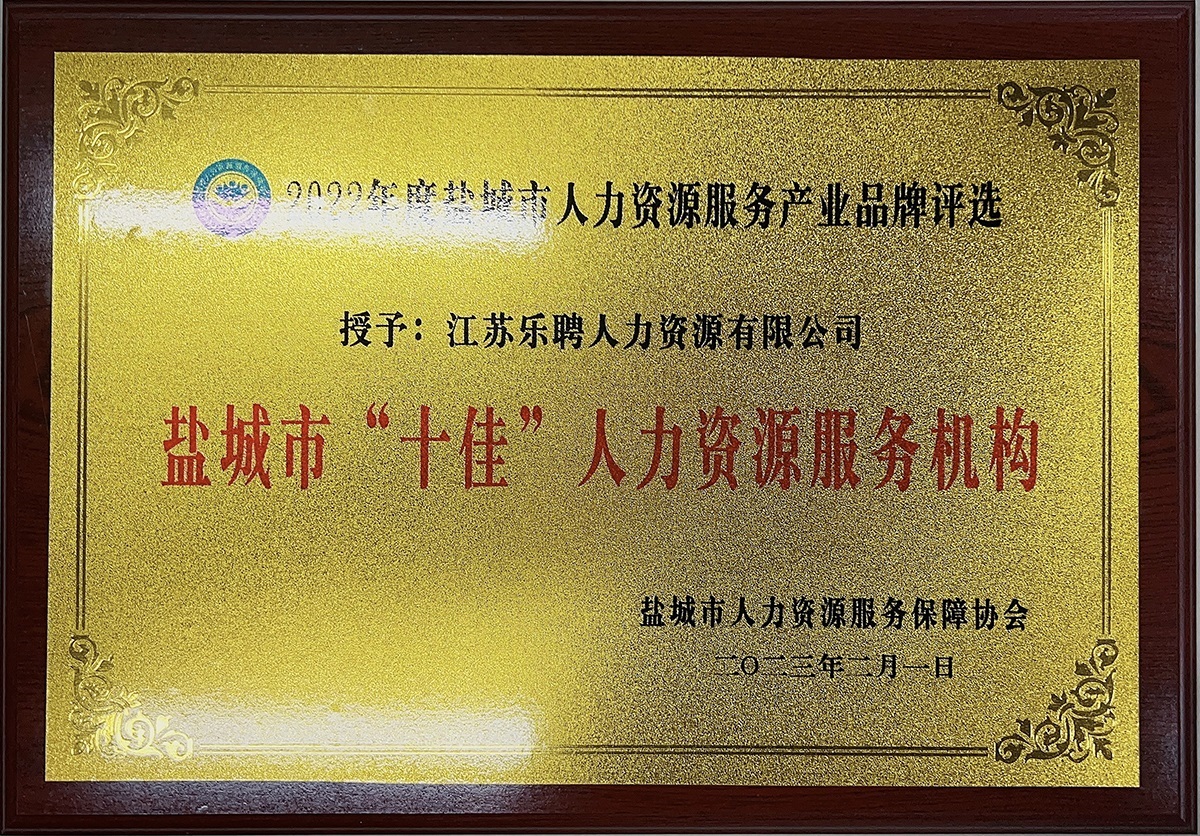 2022年度盐城市人力资源服务产业品牌评选
授予：江苏乐聘人力资源有限公司
盐城市“十佳”人力资源服务机构
盐城市人力资源服务保障协会
二〇二三年二月一日